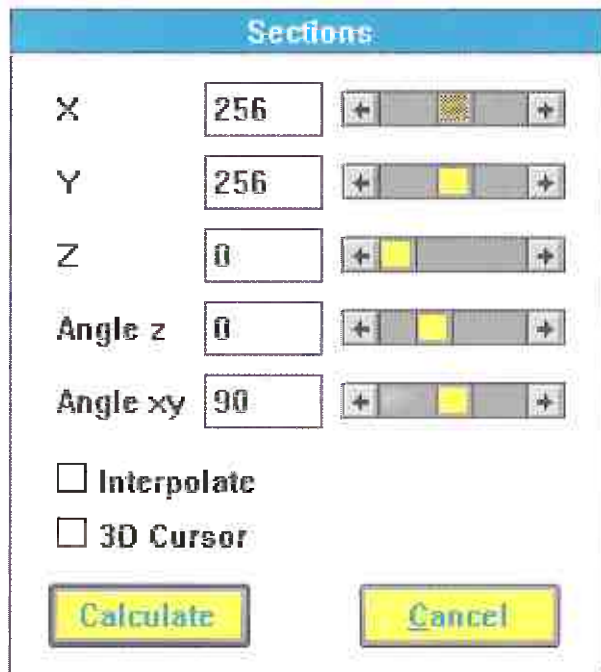 Sections
X 256
Y 256
Z 0
Angle z 0
Angle xy 90
Interpolate
3D Cursor
Calculate Cancel